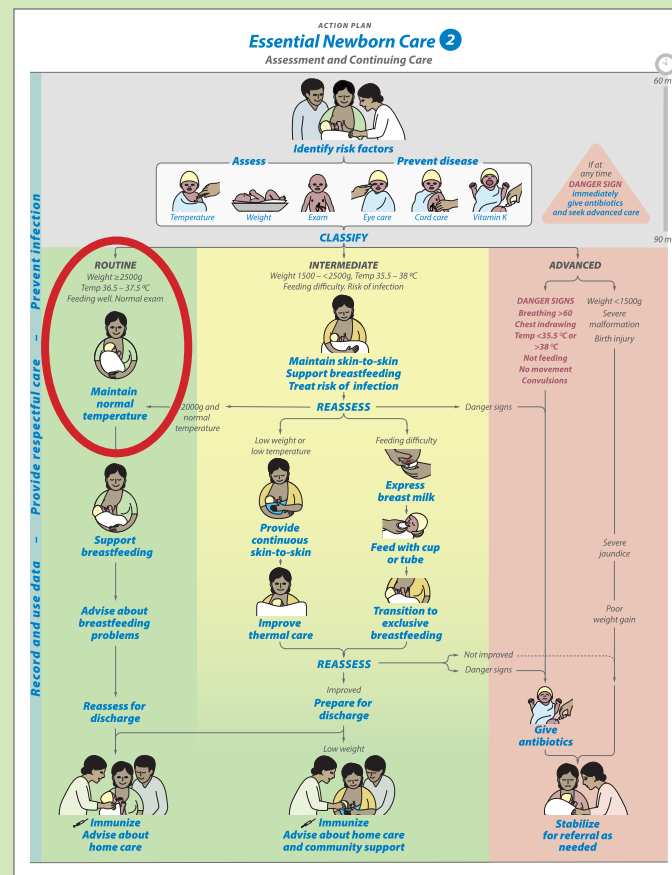 ACTION PLAN
Essential Newborn Care 2
Assessment and Continuing Care
60 m
Identify risk factors
Assess
Prevent disease
Temperature
Weight
Exam
Eye care
Cord care
Vitamin K
If at
any time
DANGER SIGN
immediately
give antibiotics
and seek advanced care
CLASSIFY
90 m
Prevent infection
–
Provide respectful care
–
Record and use data
ROUTINE
Weight ≥2500g
Temp 36.5 – 37.5 ºC
Feeding well. Normal exam
Maintain
normal
temperature
Support
breastfeeding
Advise about
breastfeeding
problems
Reassess for
discharge
Immunize
Advise about
home care
INTERMEDIATE
Weight 1500 – <2500g, Temp 35.5 – 38 ºC
Feeding difficulty. Risk of infection
Maintain skin-to-skin
Support breastfeeding
Treat risk of infection
REASSESS
2000g and
normal
temperature
Danger signs
Low weight or
low temperature
Provide
continuous
skin-to-skin
Improve
thermal care
Feeding difficulty
Express
breast milk
Feed with cup
or tube
Transition to
exclusive
breastfeeding
REASSESS
Not improved
Danger signs
Improved
Prepare for
discharge
Low weight
Immunize
Advise about home care
and community support
ADVANCED
DANGER SIGNS
Breathing >60
Chest indrawing
Temp <35.5 ºC or
>38 ºC
Not feeding
No movement
Convulsions
Weight <1500g
Severe
malformation
Birth injury
Severe
jaundice
Poor
weight gain
Give
antibiotics
Stabilize
for referral as
needed